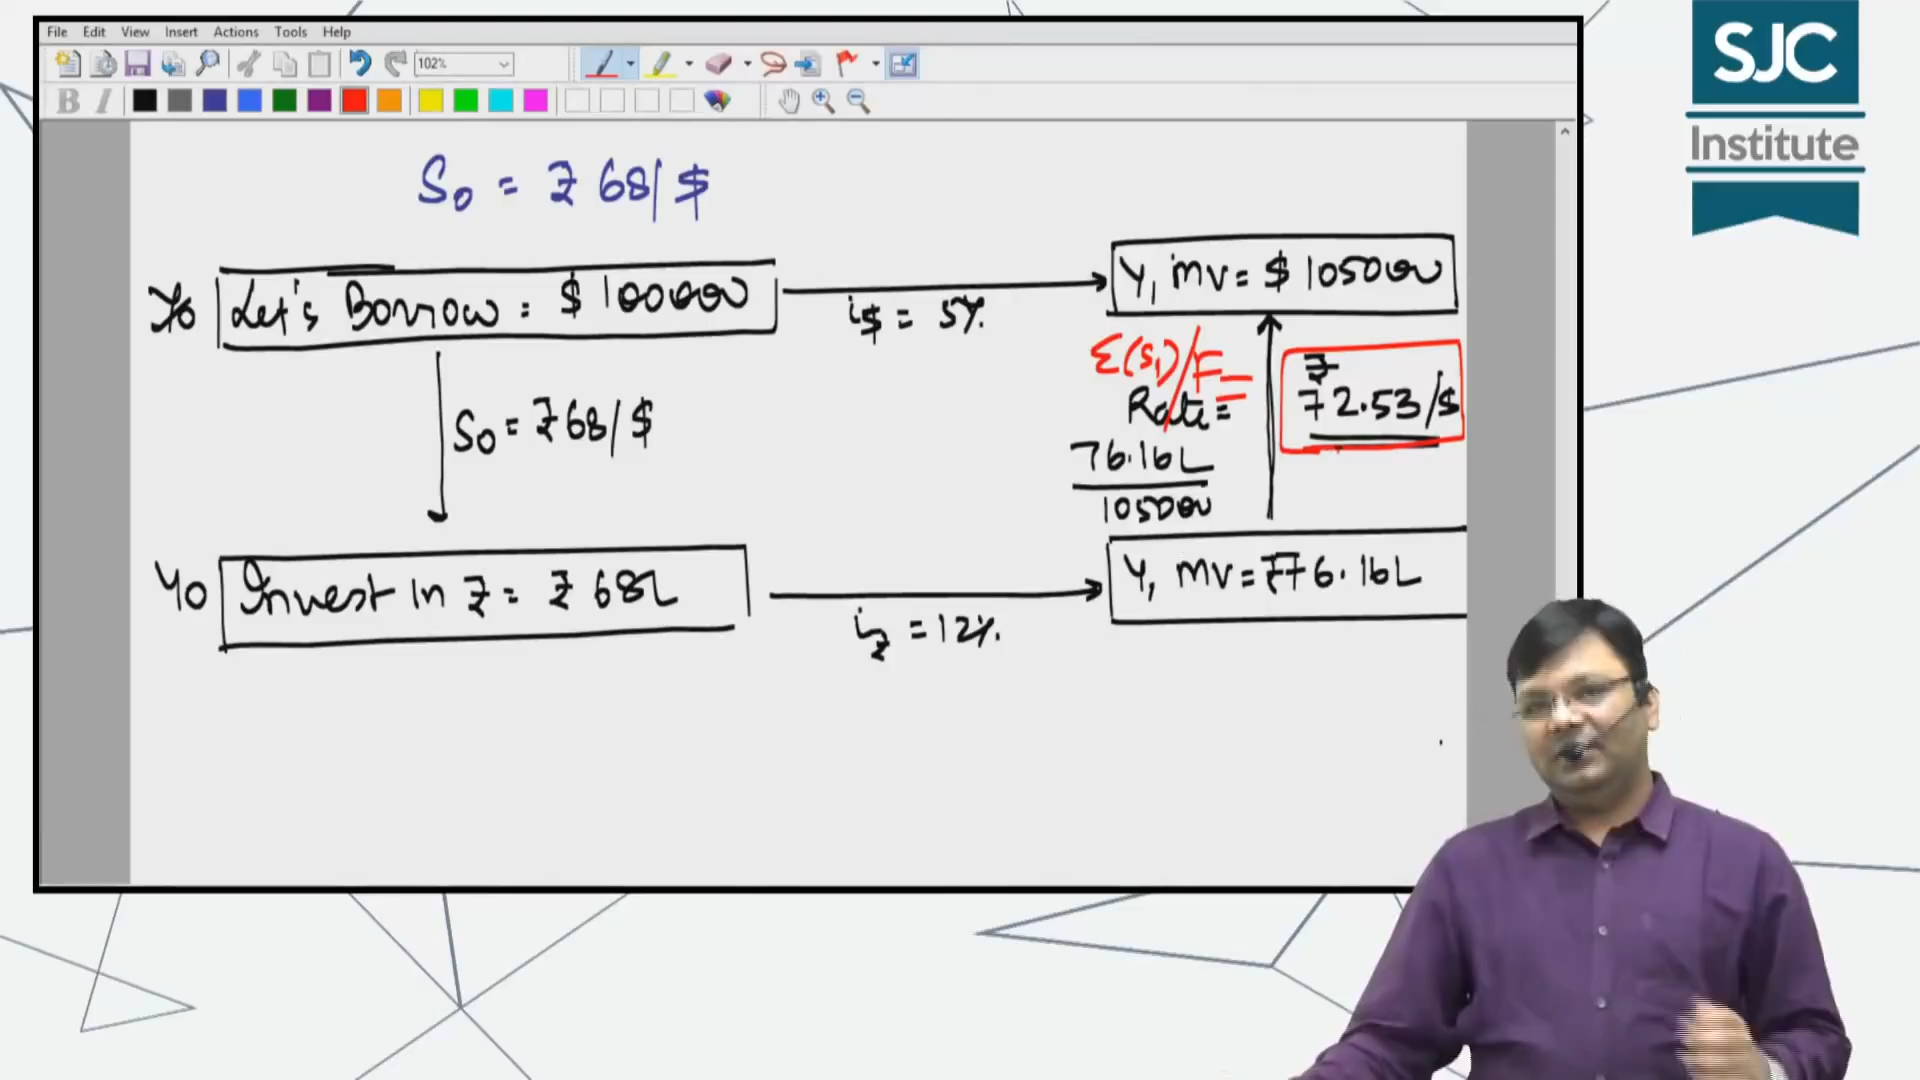 File Edit View Insert Actions Tools Help
102%
B I
SJC
Institute
S₀ = ₹ 68/$
Y₀ Let's Borrow : $ 100000
i$ = 5%
Y₁ MV = $ 105000
E(S₁)/F
Rate =
76.16L
105000
₹
72.53/$
S₀ = ₹68/$
Y₀ Invest in ₹ = ₹ 68L
i₹ = 12%
Y₁ MV = ₹76.16L